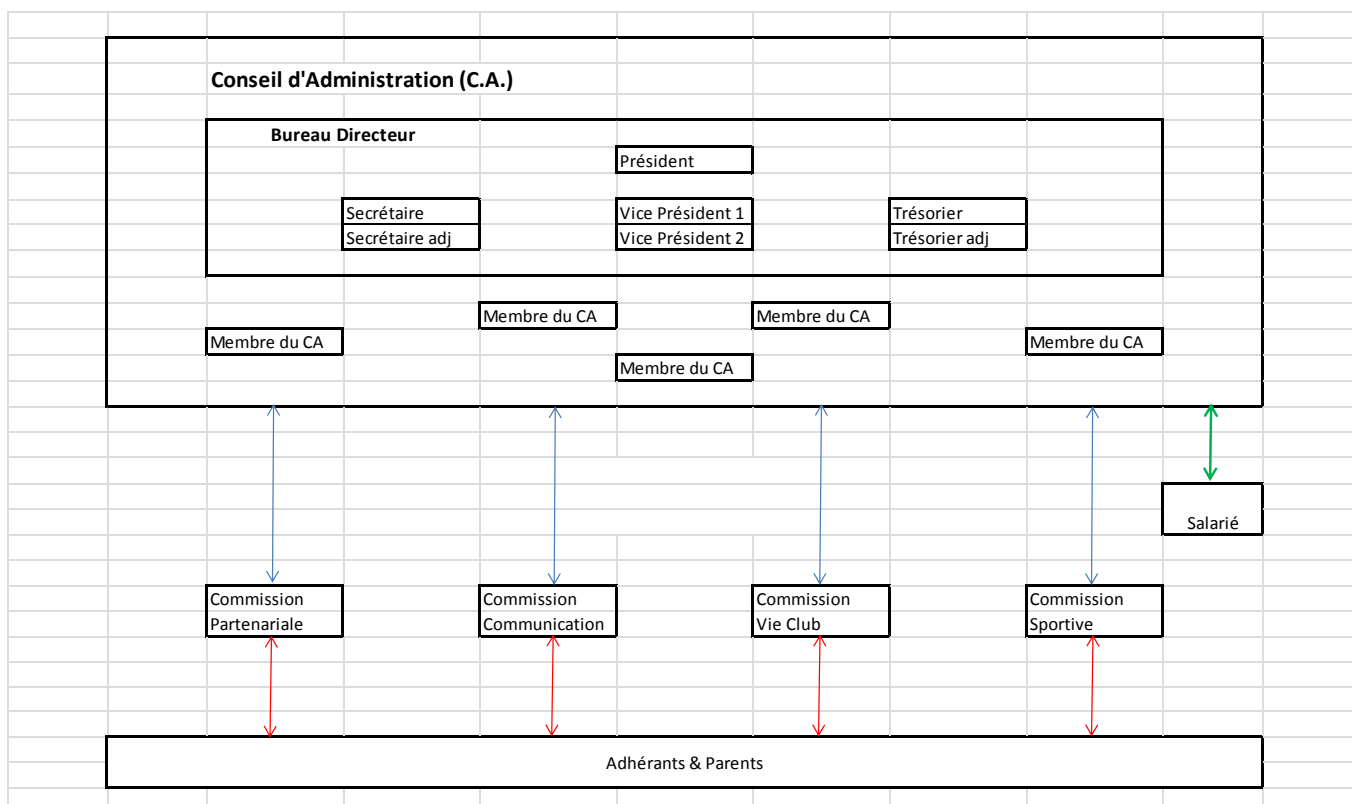 Conseil d'Administration (C.A.)
Bureau Directeur
Président
Secrétaire
Vice Président 1
Trésorier
Secrétaire adj
Vice Président 2
Trésorier adj
Membre du CA
Membre du CA
Membre du CA
Membre du CA
Membre du CA
Salarié
Commission
Partenariale
Commission
Communication
Commission
Vie Club
Commission
Sportive
Adhérants & Parents